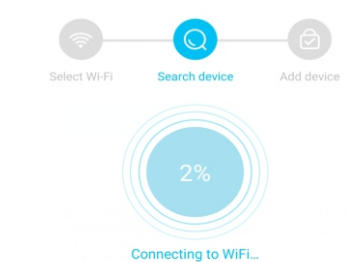 Select Wi-Fi
Search device
Add device
2%
Connecting to WiFi...